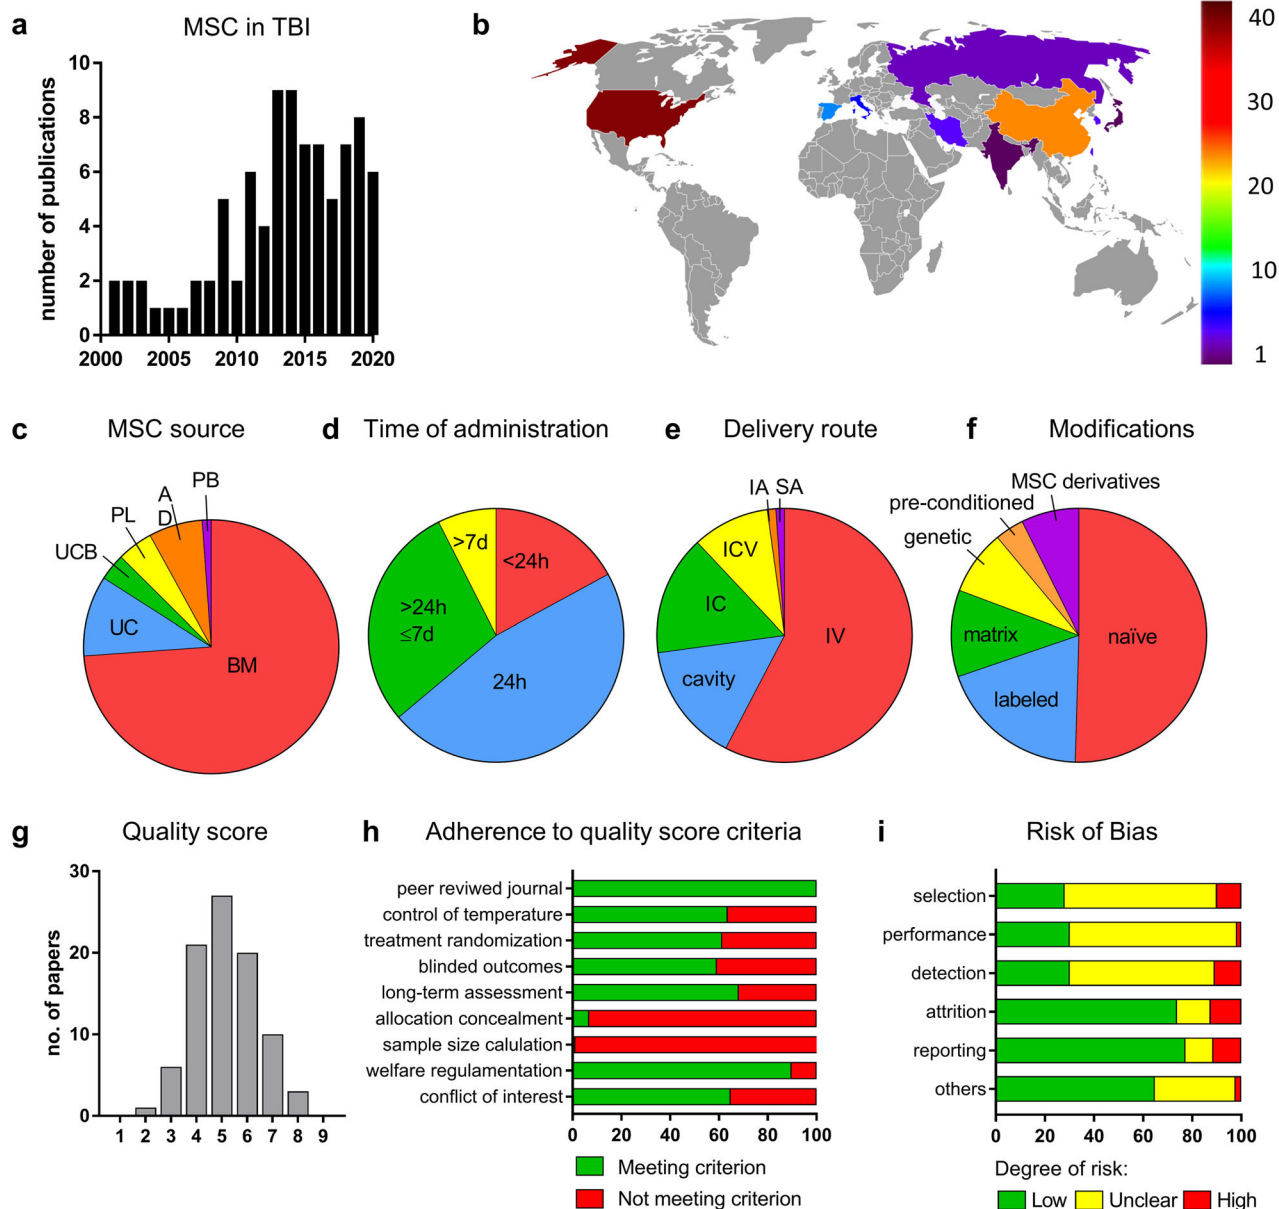 a
MSC in TBI
number of publications
10
8
6
4
2
0
2000
2005
2010
2015
2020
b
40
30
20
10
1
c
MSC source
PB
A
D
PL
UCB
UC
BM
d
Time of administration
>7d
<24h
>24h
≤7d
24h
e
Delivery route
IA
SA
ICV
IC
IV
cavity
f
Modifications
MSC derivatives
pre-conditioned
genetic
matrix
naïve
labeled
g
Quality score
no. of papers
30
20
10
0
1
2
3
4
5
6
7
8
9
h
Adherence to quality score criteria
peer reviwed journal
control of temperature
treatment randomization
blinded outcomes
long-term assessment
allocation concealment
sample size calulation
welfare regulamentation
conflict of interest
0
20
40
60
80
100
Meeting criterion
Not meeting criterion
i
Risk of Bias
selection
performance
detection
attrition
reporting
others
0
20
40
60
80
100
Degree of risk:
Low
Unclear
High